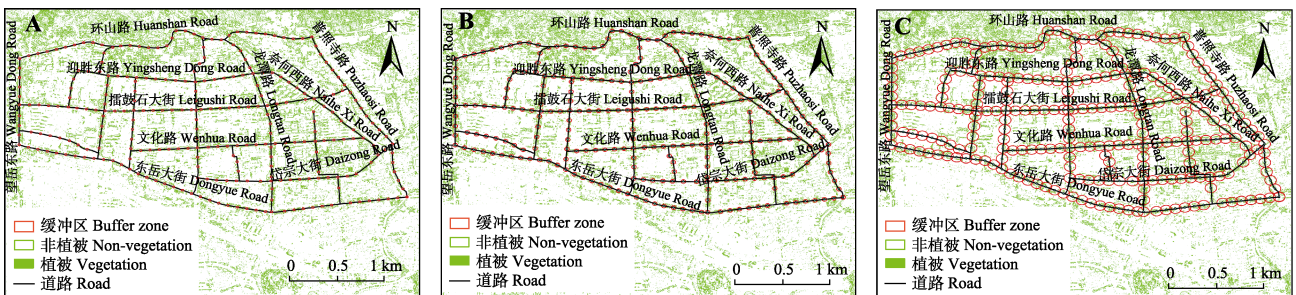 A
环山路 Huanshan Road
N
普照寺路 Puzhaosi Road
望岳东路 Wangyue Dong Road
迎胜东路 Yingsheng Dong Road
龙潭路 Longtan Road
奈何西路 Naihe Xi Road
擂鼓石大街 Leigushi Road
文化路 Wenhua Road
岱宗大街 Daizong Road
东岳大街 Dongyue Road
缓冲区 Buffer zone
非植被 Non-vegetation
植被 Vegetation
道路 Road
0 0.5 1 km
B
环山路 Huanshan Road
N
普照寺路 Puzhaosi Road
望岳东路 Wangyue Dong Road
迎胜东路 Yingsheng Dong Road
龙潭路 Longtan Road
奈何西路 Naihe Xi Road
擂鼓石大街 Leigushi Road
文化路 Wenhua Road
岱宗大街 Daizong Road
东岳大街 Dongyue Road
缓冲区 Buffer zone
非植被 Non-vegetation
植被 Vegetation
道路 Road
0 0.5 1 km
C
环山路 Huanshan Road
N
普照寺路 Puzhaosi Road
望岳东路 Wangyue Dong Road
迎胜东路 Yingsheng Dong Road
龙潭路 Longtan Road
奈何西路 Naihe Xi Road
擂鼓石大街 Leigushi Road
文化路 Wenhua Road
岱宗大街 Daizong Road
东岳大街 Dongyue Road
缓冲区 Buffer zone
非植被 Non-vegetation
植被 Vegetation
道路 Road
0 0.5 1 km